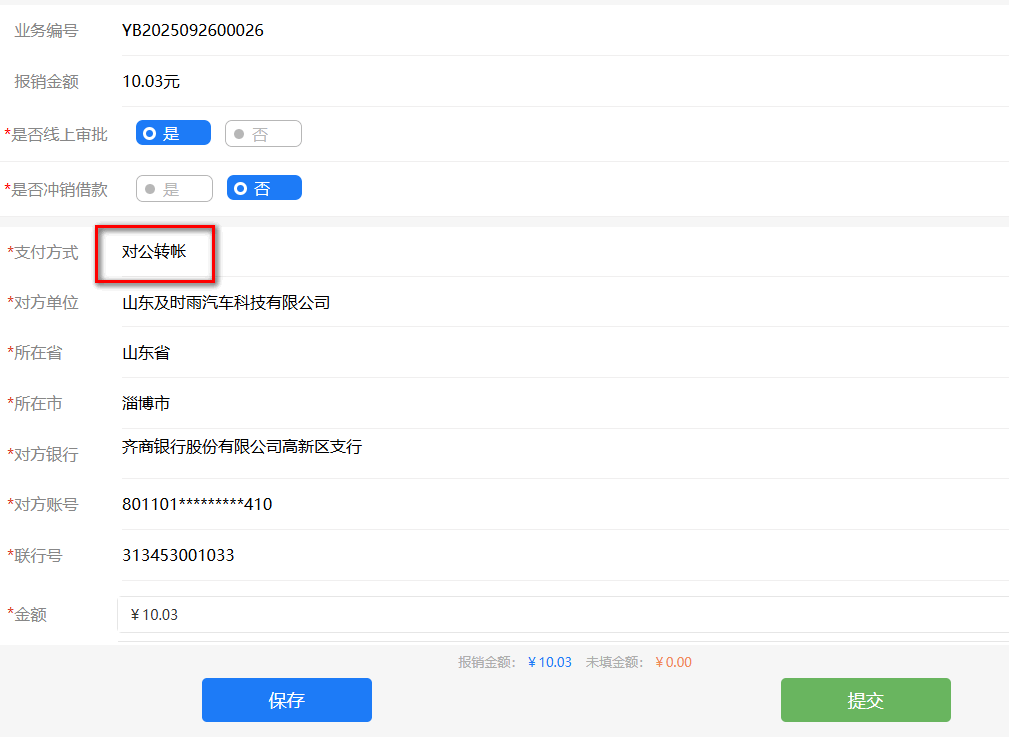 业务编号 YB2025092600026
报销金额 10.03元
*是否线上审批 是 否
*是否冲销借款 是 否
*支付方式 对公转帐
*对方单位 山东及时雨汽车科技有限公司
*所在省 山东省
*所在市 淄博市
*对方银行 齐商银行股份有限公司高新区支行
*对方账号 801101*********410
*联行号 313453001033
*金额 ¥10.03
报销金额: ¥10.03 未填金额: ¥0.00
保存 提交